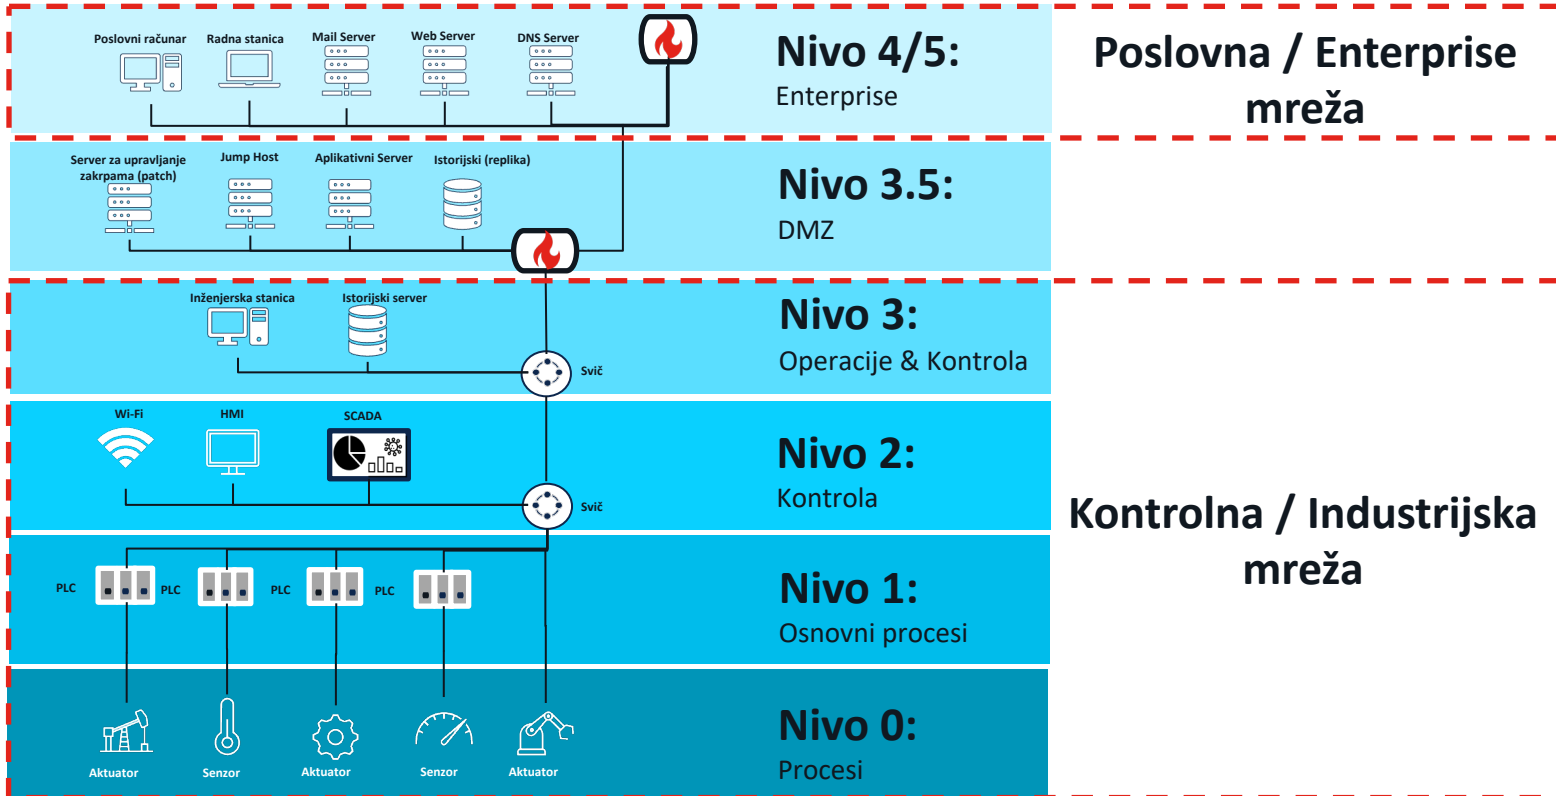 Poslovni računar
Radna stanica
Mail Server
Web Server
DNS Server
Nivo 4/5:
Enterprise
Poslovna / Enterprise
mreža
Server za upravljanje
zakrpama (patch)
Jump Host
Aplikativni Server
Istorijski (replika)
Nivo 3.5:
DMZ
Inženjerska stanica
Istorijski server
Svič
Nivo 3:
Operacije & Kontrola
Wi-Fi
HMI
SCADA
Svič
Nivo 2:
Kontrola
Kontrolna / Industrijska
mreža
PLC
PLC
PLC
PLC
Nivo 1:
Osnovni procesi
Aktuator
Senzor
Aktuator
Senzor
Aktuator
Nivo 0:
Procesi